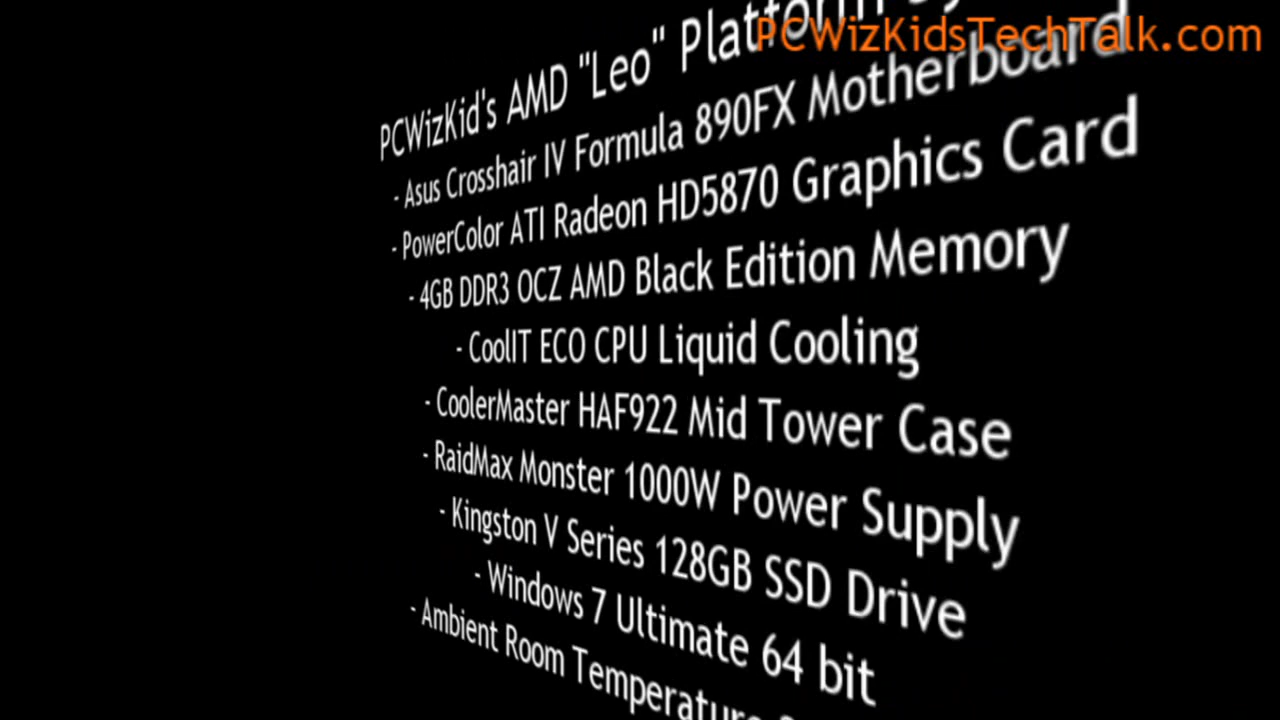 PCWizKidsTechTalk.com
PCWizKid's AMD "Leo" Platform
- Asus Crosshair IV Formula 890FX Motherboard
- PowerColor ATI Radeon HD5870 Graphics Card
- 4GB DDR3 OCZ AMD Black Edition Memory
- CoolIT ECO CPU Liquid Cooling
- CoolerMaster HAF922 Mid Tower Case
- RaidMax Monster 1000W Power Supply
- Kingston V Series 128GB SSD Drive
- Windows 7 Ultimate 64 bit
- Ambient Room Temperature